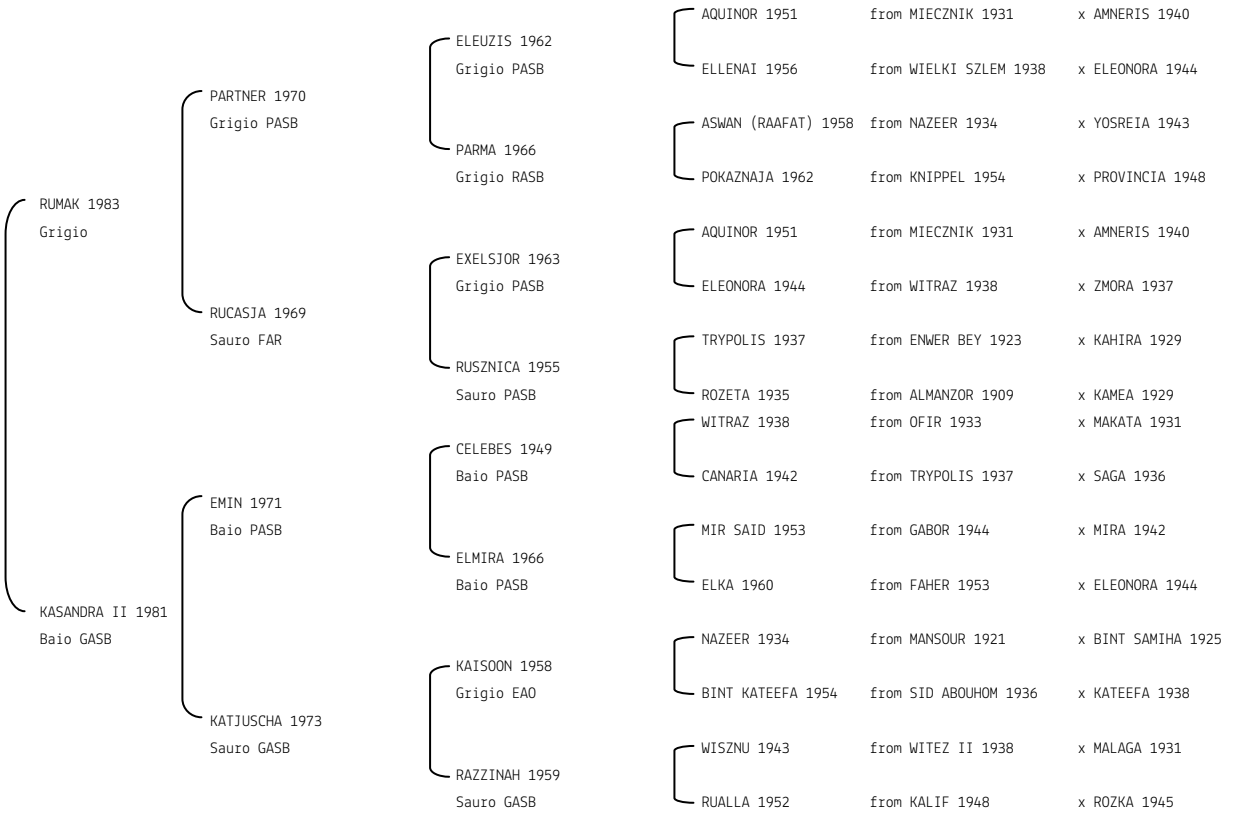 AQUINOR 1951 from MIECZNIK 1931 x AMNERIS 1940
ELEUZIS 1962
Grigio PASB
ELLENAI 1956 from WIELKI SZLEM 1938 x ELEONORA 1944
PARTNER 1970
Grigio PASB
ASWAN (RAAFAT) 1958 from NAZEER 1934 x YOSREIA 1943
PARMA 1966
Grigio RASB
POKAZNAJA 1962 from KNIPPEL 1954 x PROVINCIA 1948
RUMAK 1983
Grigio
AQUINOR 1951 from MIECZNIK 1931 x AMNERIS 1940
EXELSJOR 1963
Grigio PASB
ELEONORA 1944 from WITRAZ 1938 x ZMORA 1937
RUCASJA 1969
Sauro FAR
TRYPOLIS 1937 from ENWER BEY 1923 x KAHIRA 1929
RUSZNICA 1955
Sauro PASB
ROZETA 1935 from ALMANZOR 1909 x KAMEA 1929
WITRAZ 1938 from OFIR 1933 x MAKATA 1931
CELEBES 1949
Baio PASB
CANARIA 1942 from TRYPOLIS 1937 x SAGA 1936
EMIN 1971
Baio PASB
MIR SAID 1953 from GABOR 1944 x MIRA 1942
ELMIRA 1966
Baio PASB
ELKA 1960 from FAHER 1953 x ELEONORA 1944
KASANDRA II 1981
Baio GASB
NAZEER 1934 from MANSOUR 1921 x BINT SAMIHA 1925
KAISOON 1958
Grigio EAO
BINT KATEEFA 1954 from SID ABOUHOM 1936 x KATEEFA 1938
KATJUSCHA 1973
Sauro GASB
WISZNU 1943 from WITEZ II 1938 x MALAGA 1931
RAZZINAH 1959
Sauro GASB
RUALLA 1952 from KALIF 1948 x ROZKA 1945